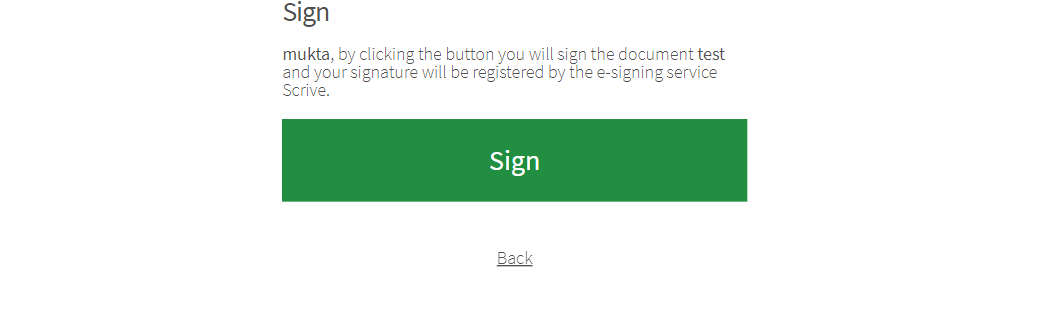 Sign
mukta, by clicking the button you will sign the document test
and your signature will be registered by the e-signing service
Scrive.
Sign
Back